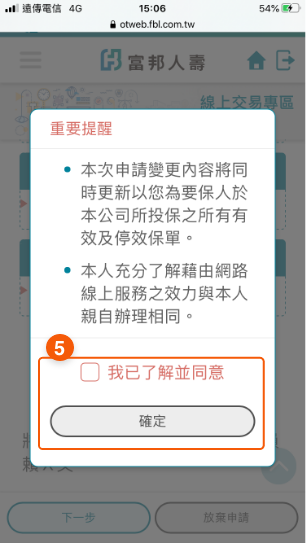 遠傳電信 4G 15:06 54%
otweb.fbl.com.tw
富邦人壽
線上交易專區
重要提醒
• 本次申請變更內容將同
時更新以您為要保人於
本公司所投保之所有有
效及停效保單。
• 本人充分了解藉由網路
線上服務之效力與本人
親自辦理相同。
5
我已了解並同意
確定
下一步 放棄申請